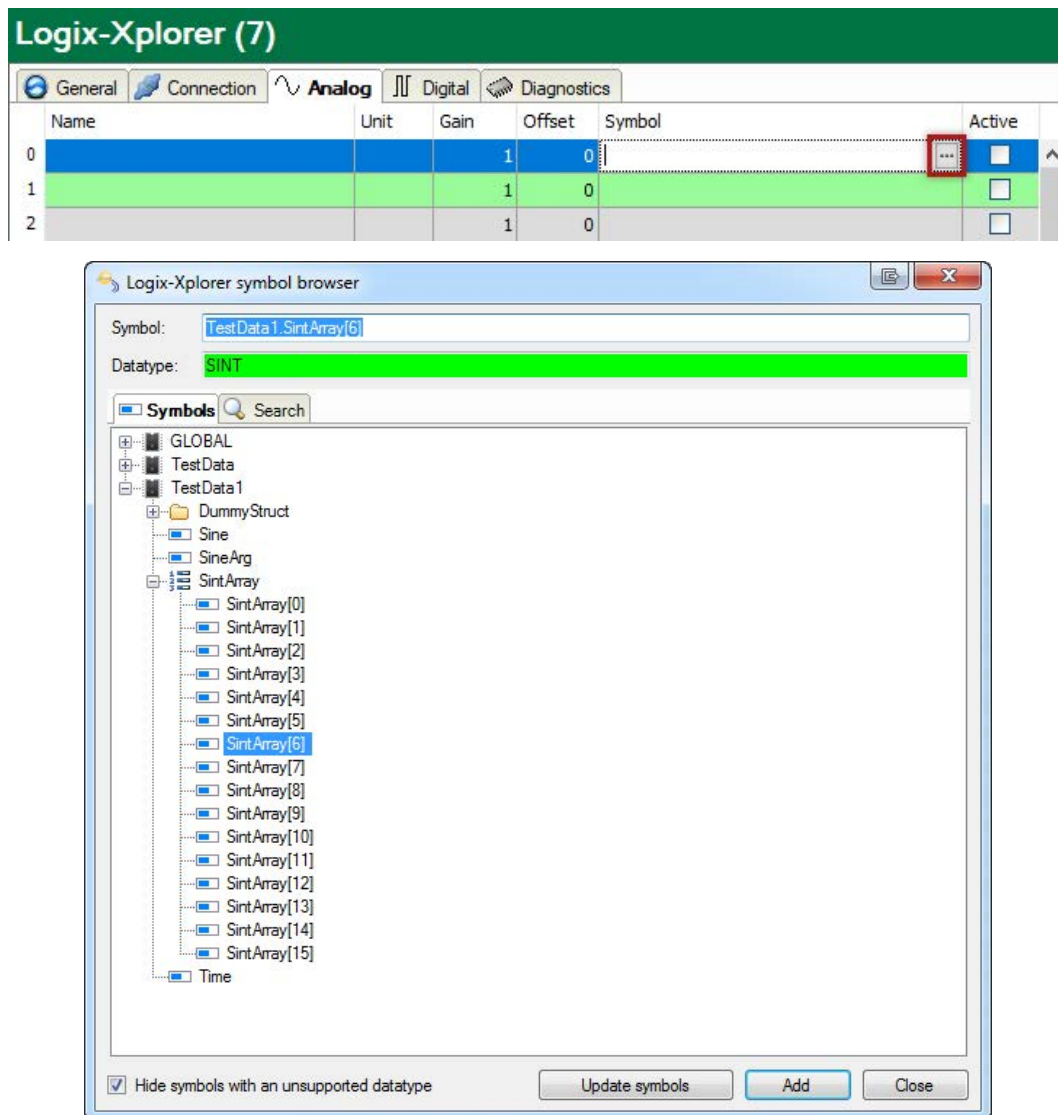 Logix-Xplorer (7)
General Connection Analog Digital Diagnostics
Name Unit Gain Offset Symbol Active
0 1 0 ...
1 1 0
2 1 0
Logix-Xplorer symbol browser
Symbol: TestData1.SintArray[6]
Datatype: SINT
Symbols Search
GLOBAL
TestData
TestData1
DummyStruct
Sine
SineArg
SintArray
SintArray[0]
SintArray[1]
SintArray[2]
SintArray[3]
SintArray[4]
SintArray[5]
SintArray[6]
SintArray[7]
SintArray[8]
SintArray[9]
SintArray[10]
SintArray[11]
SintArray[12]
SintArray[13]
SintArray[14]
SintArray[15]
Time
Hide symbols with an unsupported datatype Update symbols Add Close